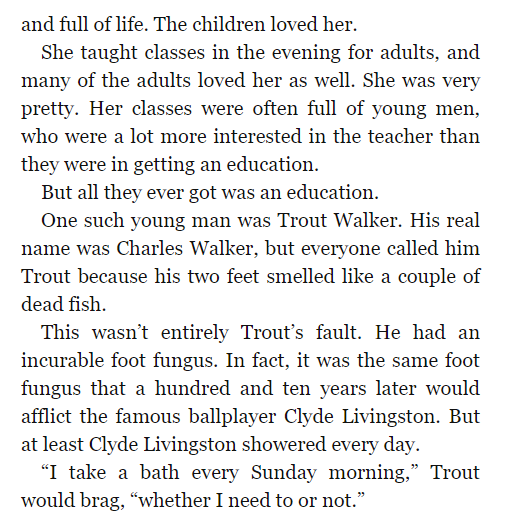 and full of life. The children loved her.
She taught classes in the evening for adults, and
many of the adults loved her as well. She was very
pretty. Her classes were often full of young men,
who were a lot more interested in the teacher than
they were in getting an education.
But all they ever got was an education.
One such young man was Trout Walker. His real
name was Charles Walker, but everyone called him
Trout because his two feet smelled like a couple of
dead fish.
This wasn’t entirely Trout’s fault. He had an
incurable foot fungus. In fact, it was the same foot
fungus that a hundred and ten years later would
afflict the famous ballplayer Clyde Livingston. But
at least Clyde Livingston showered every day.
“I take a bath every Sunday morning,” Trout
would brag, “whether I need to or not.”